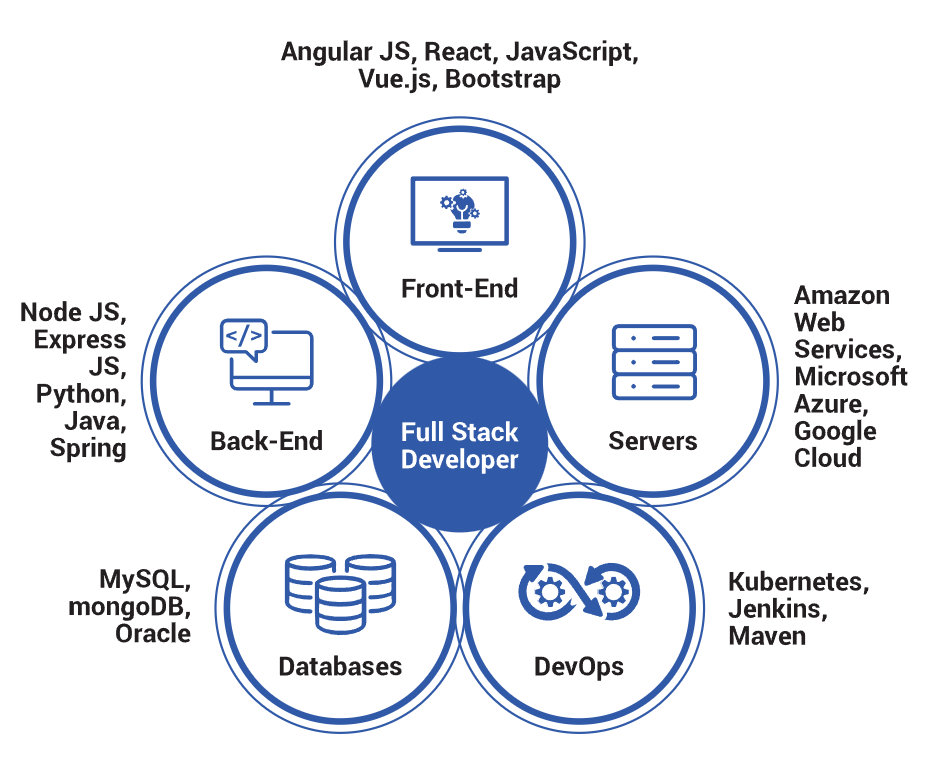 Angular JS, React, JavaScript,
Vue.js, Bootstrap
Front-End
Node JS,
Express
JS,
Python,
Java,
Spring
</>
Back-End
Full Stack
Developer
Servers
Amazon
Web
Services,
Microsoft
Azure,
Google
Cloud
MySQL,
mongoDB,
Oracle
Databases
DevOps
Kubernetes,
Jenkins,
Maven